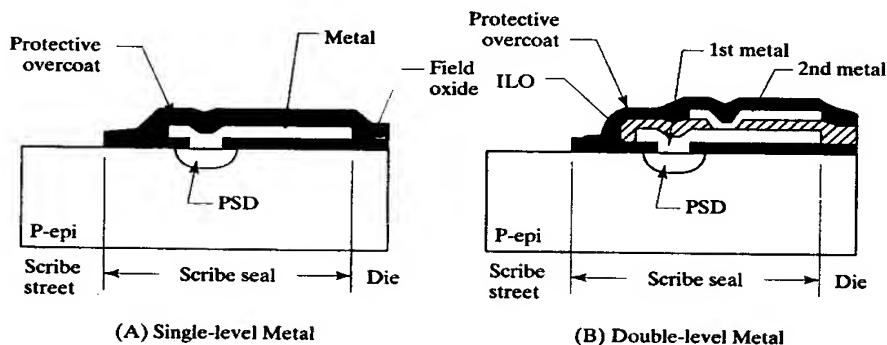 Protective
overcoat
Metal
Field
oxide
PSD
P-epi
Scribe
street
Scribe seal
Die
(A) Single-level Metal
Protective
overcoat
1st metal
ILO
2nd metal
PSD
P-epi
Scribe
street
Scribe seal
Die
(B) Double-level Metal